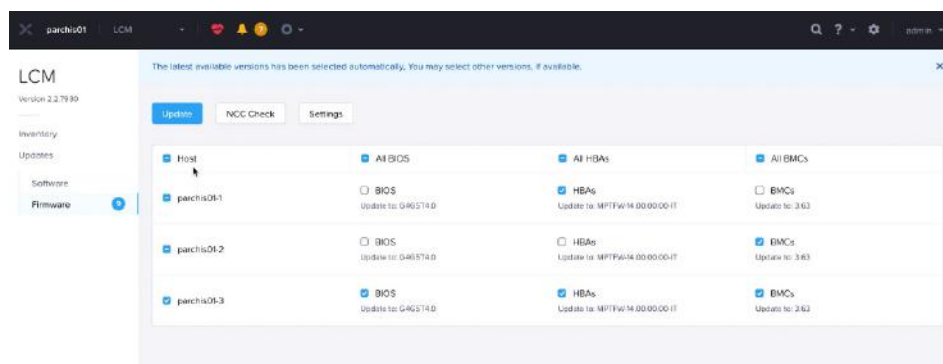 parchis01 LCM ? admin
LCM
The latest available versions has been selected automatically, You may select other versions, if available.
Version 2.2.7980
Update NCC Check Settings
Inventory
Updates
Host All BIOS All HBAs All BMCs
Software
Firmware 9
parchis01-1 BIOS HBAs BMCs
Update to: G4G5T4.0 Update to: MPTFW-14.00.00.00-IT Update to: 3.63
parchis01-2 BIOS HBAs BMCs
Update to: G4G5T4.0 Update to: MPTFW-14.00.00.00-IT Update to: 3.63
parchis01-3 BIOS HBAs BMCs
Update to: G4G5T4.0 Update to: MPTFW-14.00.00.00-IT Update to: 3.63